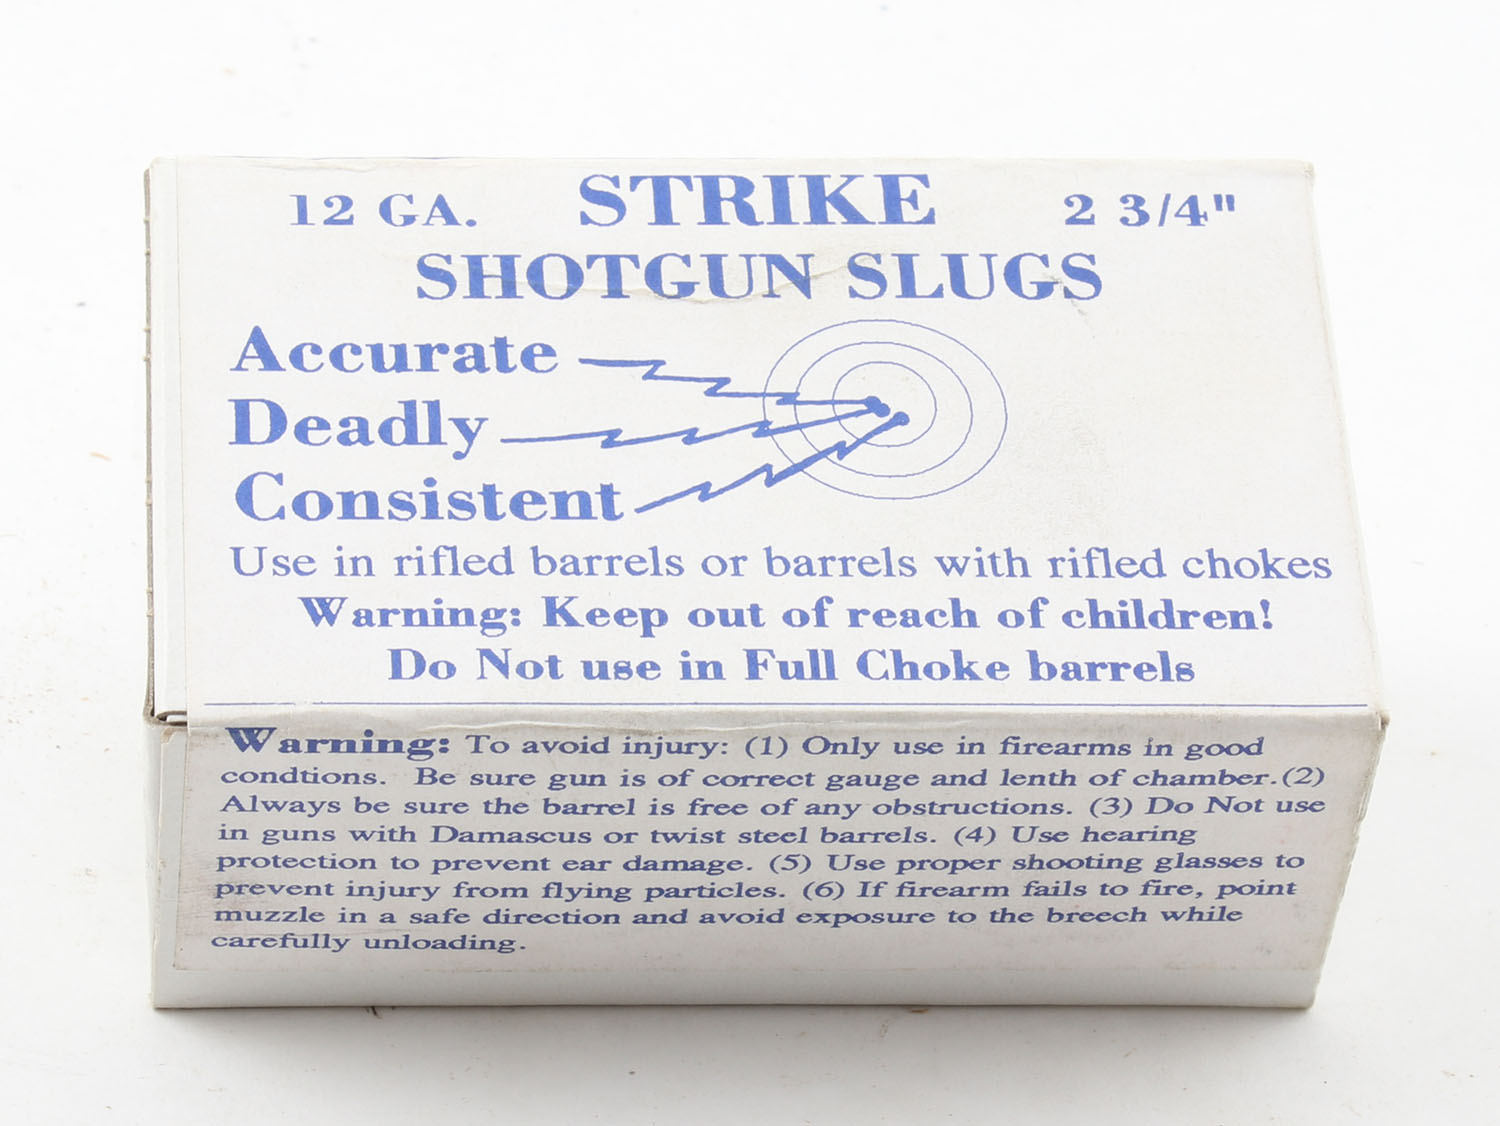 12 GA. STRIKE 2 3/4"
SHOTGUN SLUGS
Accurate
Deadly
Consistent
Use in rifled barrels or barrels with rifled chokes
Warning: Keep out of reach of children!
Do Not use in Full Choke barrels
Warning: To avoid injury: (1) Only use in firearms in good
condtions. Be sure gun is of correct gauge and lenth of chamber.(2)
Always be sure the barrel is free of any obstructions. (3) Do Not use
in guns with Damascus or twist steel barrels. (4) Use hearing
protection to prevent ear damage. (5) Use proper shooting glasses to
prevent injury from flying particles. (6) If firearm fails to fire, point
muzzle in a safe direction and avoid exposure to the breech while
carefully unloading.